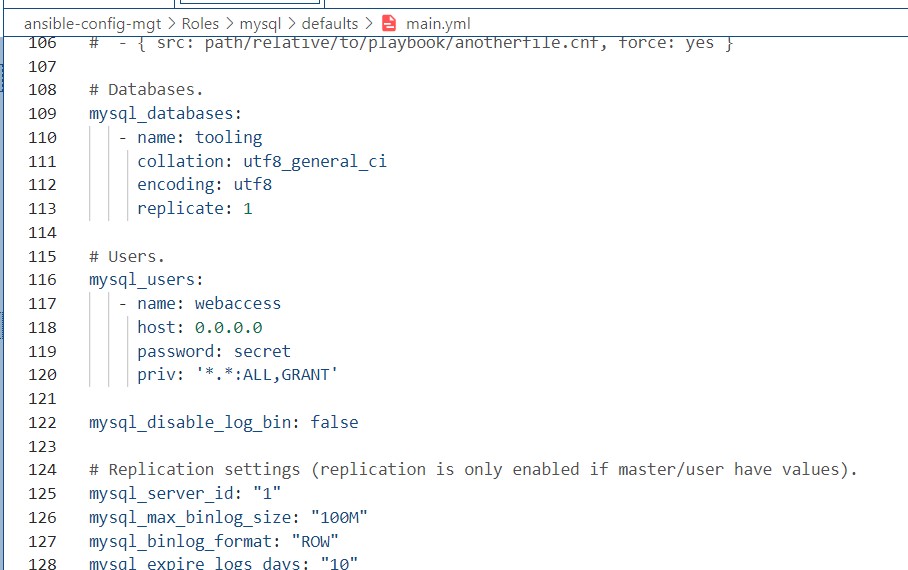 ansible-config-mgt > Roles > mysql > defaults > main.yml
106 #  - { src: path/relative/to/playbook/anotherfile.cnf, force: yes }
107
108 # Databases.
109 mysql_databases:
110    - name: tooling
111      collation: utf8_general_ci
112      encoding: utf8
113      replicate: 1
114
115 # Users.
116 mysql_users:
117    - name: webaccess
118      host: 0.0.0.0
119      password: secret
120      priv: '*.*:ALL,GRANT'
121
122 mysql_disable_log_bin: false
123
124 # Replication settings (replication is only enabled if master/user have values).
125 mysql_server_id: "1"
126 mysql_max_binlog_size: "100M"
127 mysql_binlog_format: "ROW"
128 mysql_expire_logs_days: "10"